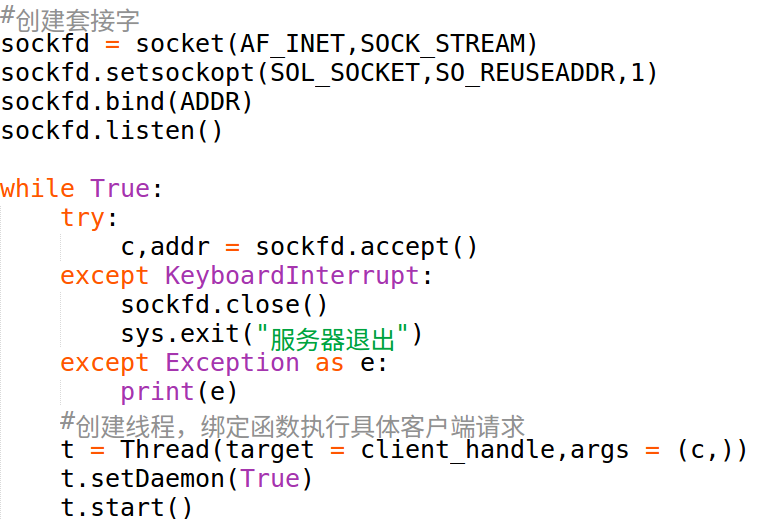 #创建套接字
sockfd = socket(AF_INET,SOCK_STREAM)
sockfd.setsockopt(SOL_SOCKET,SO_REUSEADDR,1)
sockfd.bind(ADDR)
sockfd.listen()

while True:
    try:
        c,addr = sockfd.accept()
    except KeyboardInterrupt:
        sockfd.close()
        sys.exit("服务器退出")
    except Exception as e:
        print(e)
    #创建线程，绑定函数执行具体客户端请求
    t = Thread(target = client_handle,args = (c,))
    t.setDaemon(True)
    t.start()